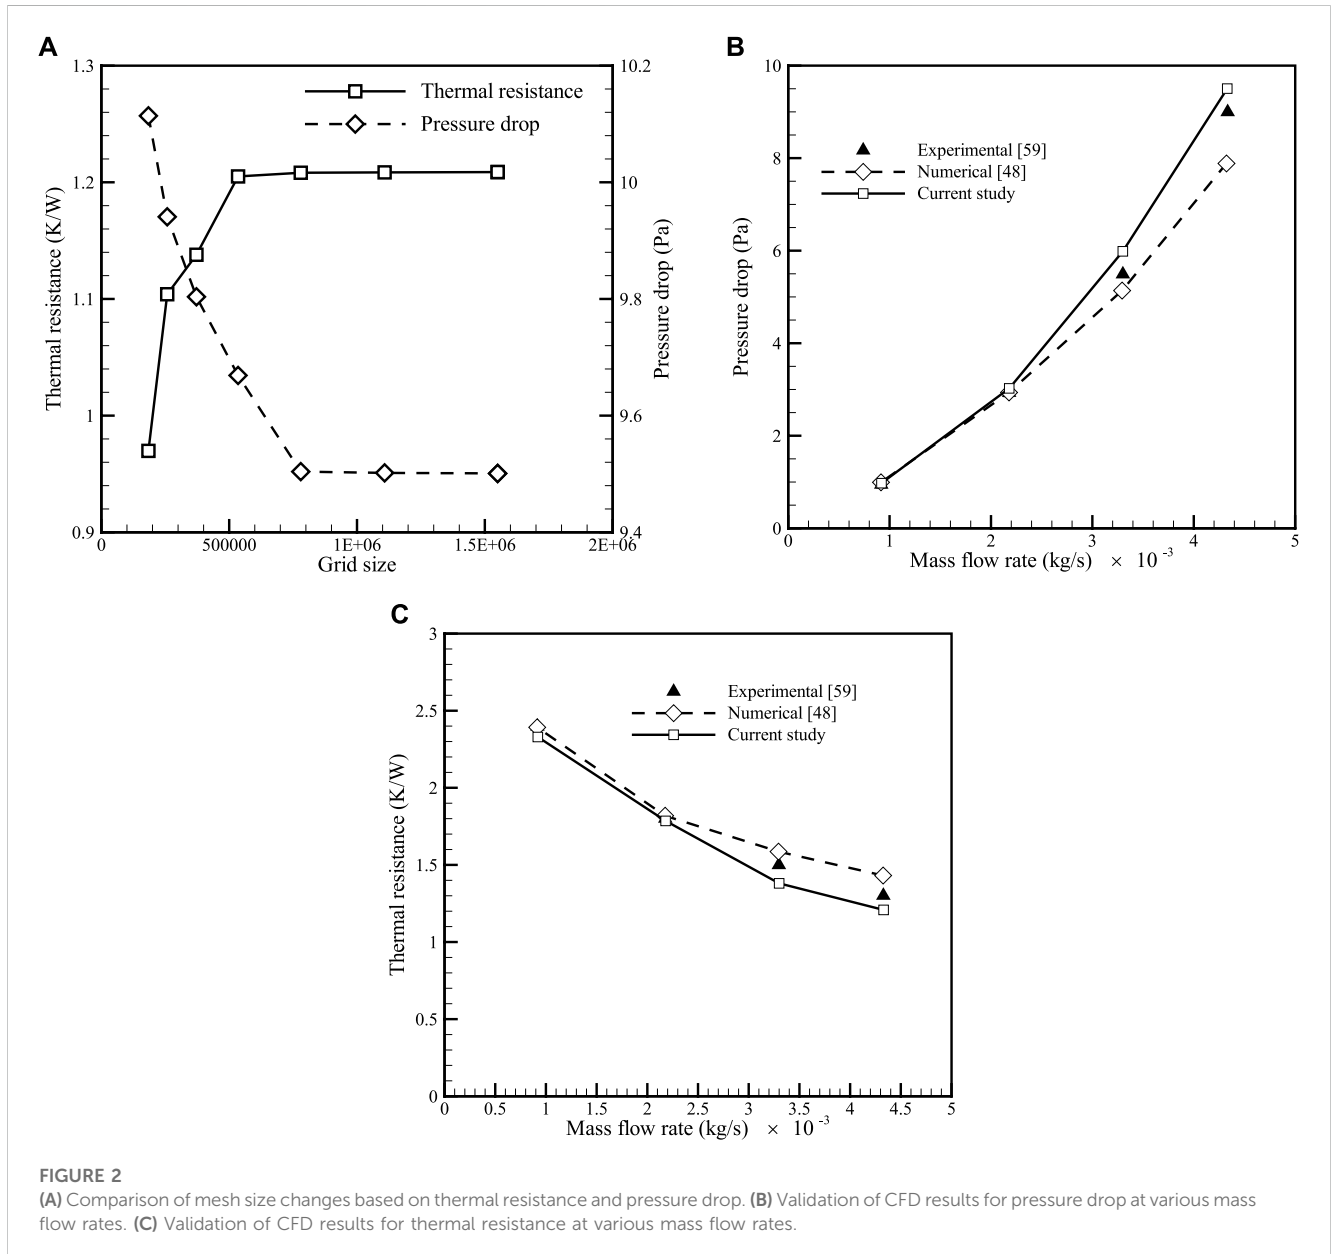 A
1.3
1.2
1.1
1
0.9
Thermal resistance (K/W)
10.2
10
9.8
9.6
9.4
Pressure drop (Pa)
Thermal resistance
Pressure drop
0 500000 1E+06 1.5E+06 2E+06
Grid size
B
10
8
6
4
2
0
Pressure drop (Pa)
Experimental [59]
Numerical [48]
Current study
0 1 2 3 4 5
Mass flow rate (kg/s) × 10 -3
C
3
2.5
2
1.5
1
0.5
0
Thermal resistance (K/W)
Experimental [59]
Numerical [48]
Current study
0 0.5 1 1.5 2 2.5 3 3.5 4 4.5 5
Mass flow rate (kg/s) × 10 -3
FIGURE 2
(A) Comparison of mesh size changes based on thermal resistance and pressure drop. (B) Validation of CFD results for pressure drop at various mass
flow rates. (C) Validation of CFD results for thermal resistance at various mass flow rates.